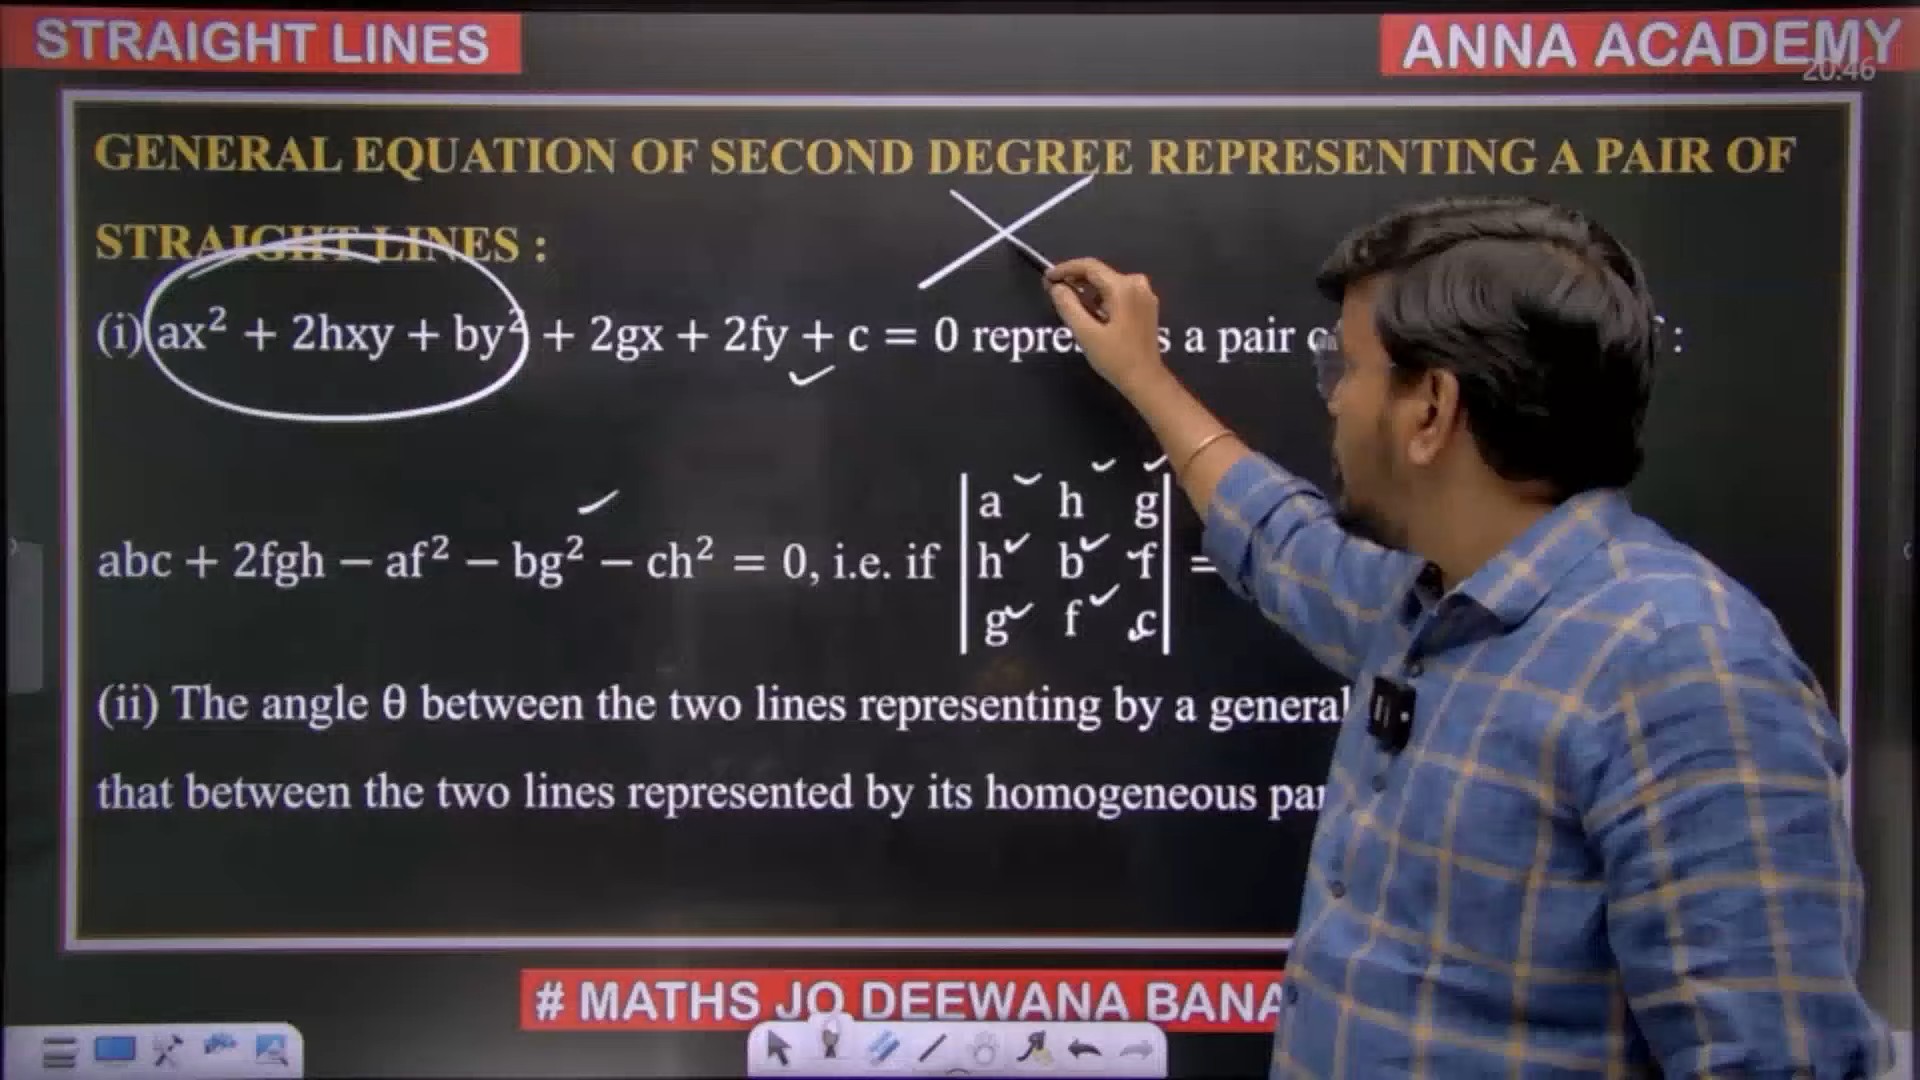 STRAIGHT LINES
ANNA ACADEMY
20:46
GENERAL EQUATION OF SECOND DEGREE REPRESENTING A PAIR OF
STRAIGHT LINES :
(i) ax² + 2hxy + by² + 2gx + 2fy + c = 0 a pair :
abc + 2fgh − af² − bg² − ch² = 0, i.e. if | a h g |
| h b f | =
| g f c |
(ii) The angle θ between the two lines representing by a general
that between the two lines represented by its homogeneous
# MATHS JO DEEWANA BANA